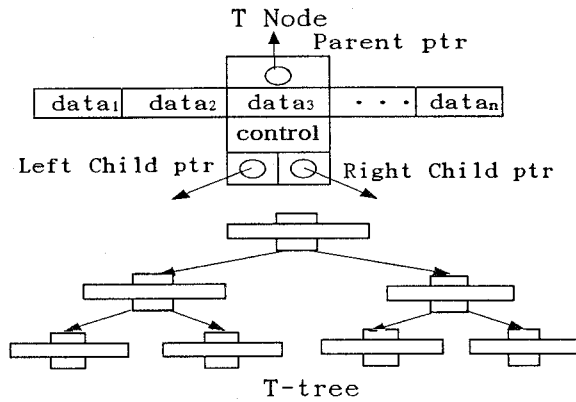 T Node
Parent ptr
data₁ data₂ data₃ · · · dataₙ
control
Left Child ptr
Right Child ptr
T-tree